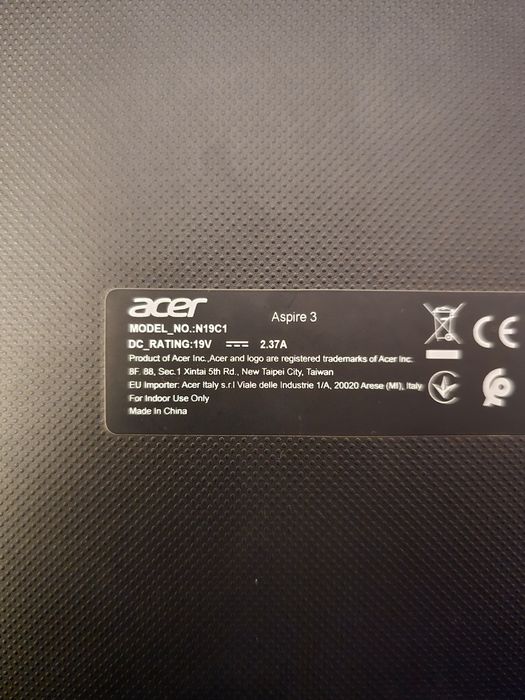 acer
Aspire 3
MODEL_NO.:N19C1
DC_RATING:19V ⎓ 2.37A
Product of Acer Inc.,Acer and logo are registered trademarks of Acer Inc.
8F. 88, Sec.1 Xintai 5th Rd., New Taipei City, Taiwan
EU Importer: Acer Italy s.r.l Viale delle Industrie 1/A, 20020 Arese (MI), Italy
For Indoor Use Only
Made In China
CE